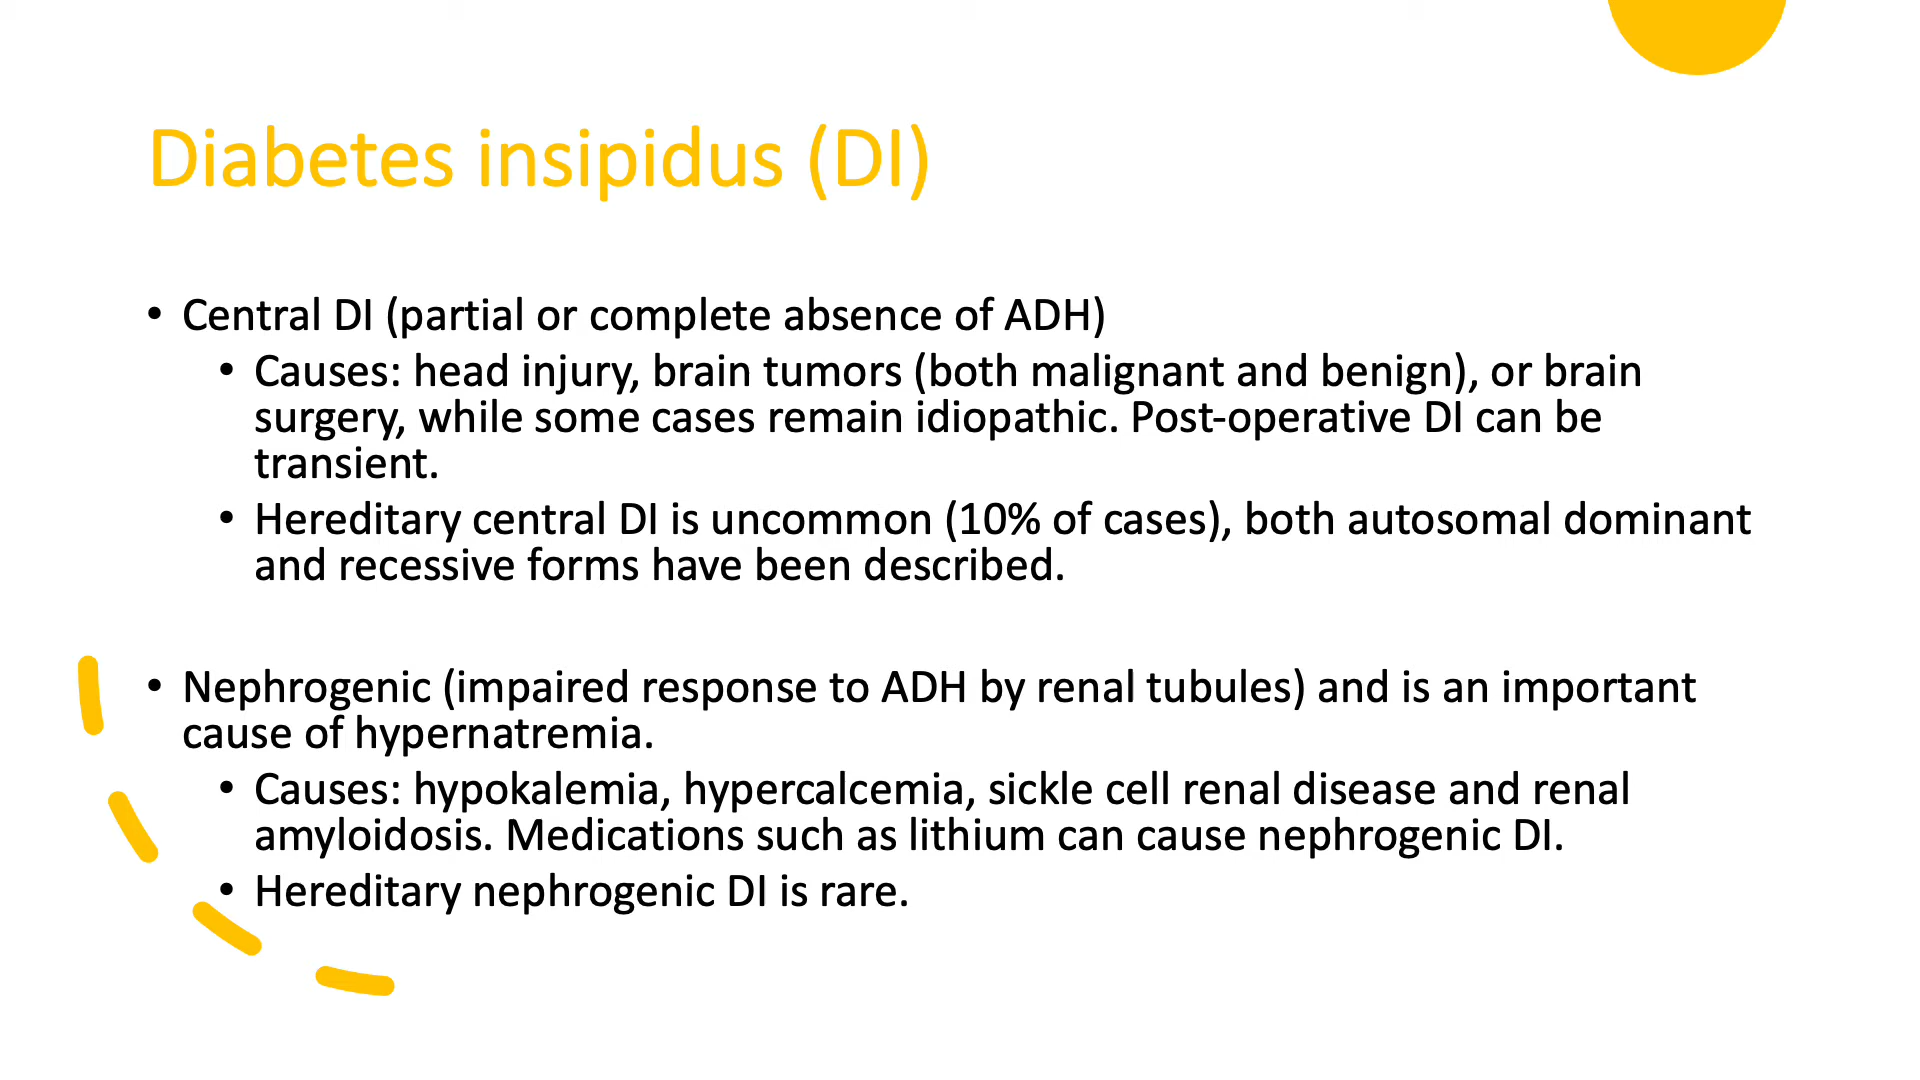 Diabetes insipidus (DI)
• Central DI (partial or complete absence of ADH)
• Causes: head injury, brain tumors (both malignant and benign), or brain
surgery, while some cases remain idiopathic. Post-operative DI can be
transient.
• Hereditary central DI is uncommon (10% of cases), both autosomal dominant
and recessive forms have been described.
• Nephrogenic (impaired response to ADH by renal tubules) and is an important
cause of hypernatremia.
• Causes: hypokalemia, hypercalcemia, sickle cell renal disease and renal
amyloidosis. Medications such as lithium can cause nephrogenic DI.
• Hereditary nephrogenic DI is rare.